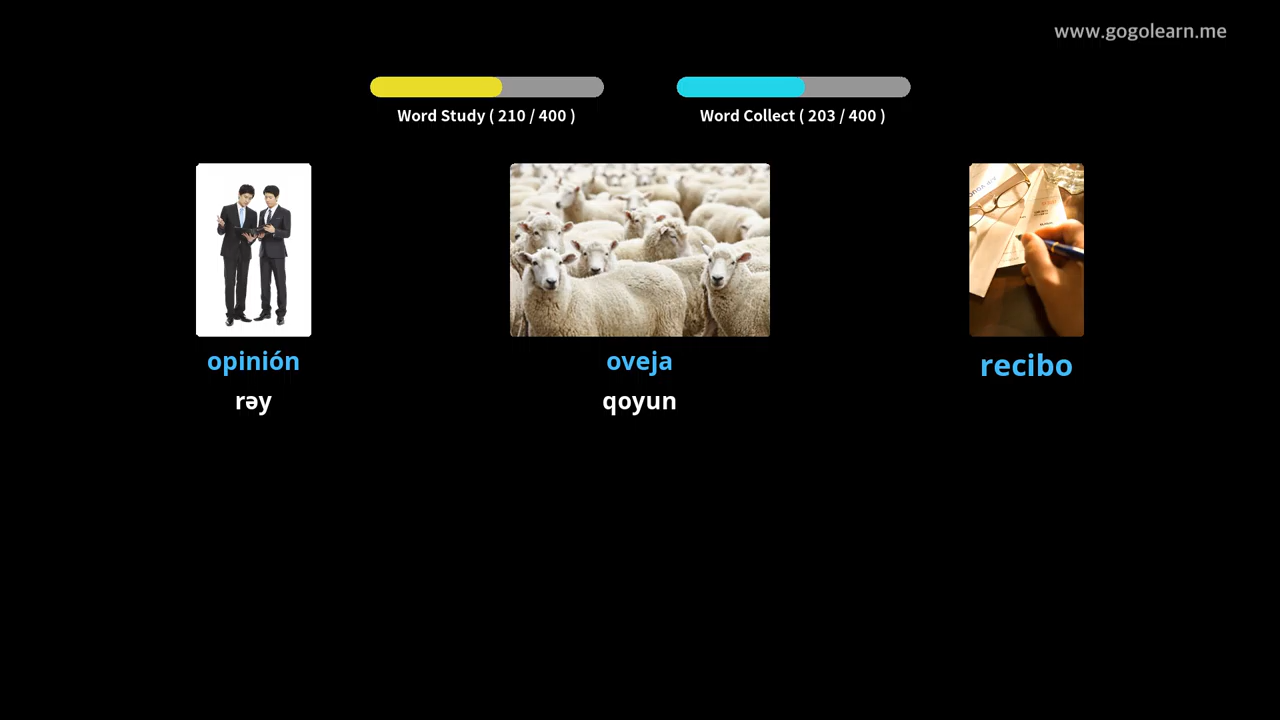 www.gogolearn.me
Word Study ( 210 / 400 )
Word Collect ( 203 / 400 )
opinión
rəy
oveja
qoyun
recibo